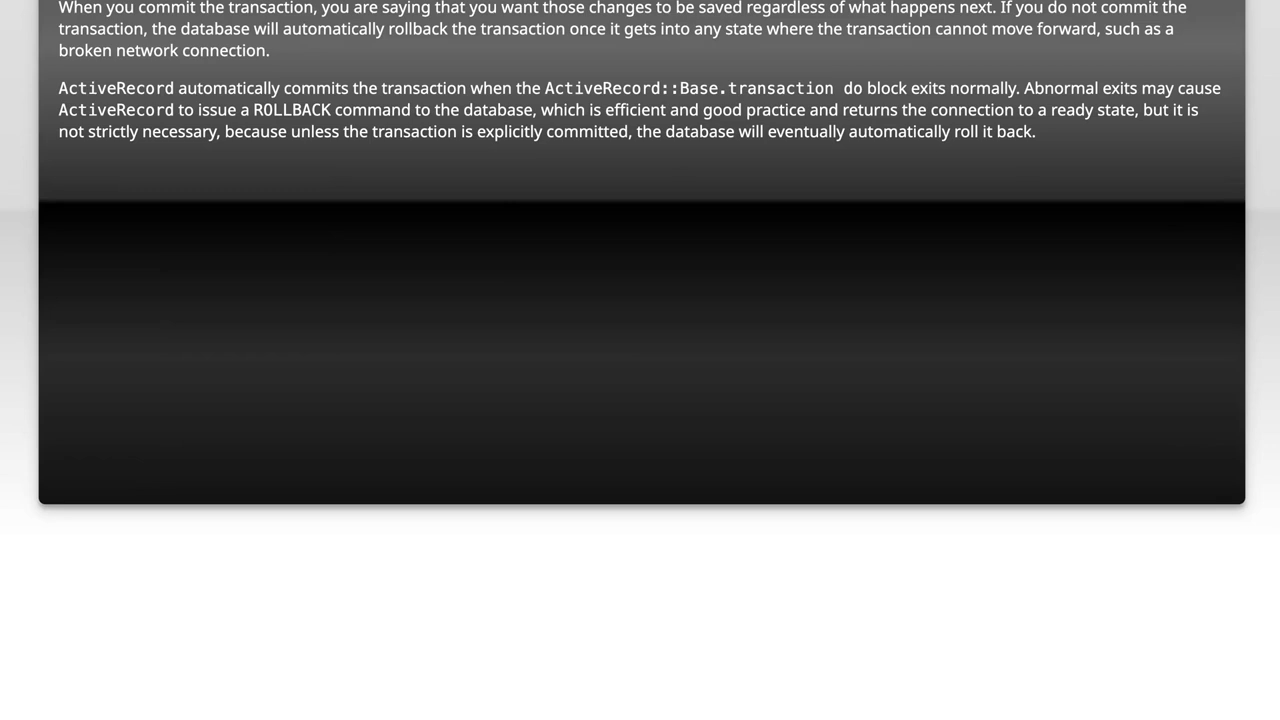 When you commit the transaction, you are saying that you want those changes to be saved regardless of what happens next. If you do not commit the
transaction, the database will automatically rollback the transaction once it gets into any state where the transaction cannot move forward, such as a
broken network connection.
ActiveRecord automatically commits the transaction when the ActiveRecord::Base.transaction do block exits normally. Abnormal exits may cause
ActiveRecord to issue a ROLLBACK command to the database, which is efficient and good practice and returns the connection to a ready state, but it is
not strictly necessary, because unless the transaction is explicitly committed, the database will eventually automatically roll it back.